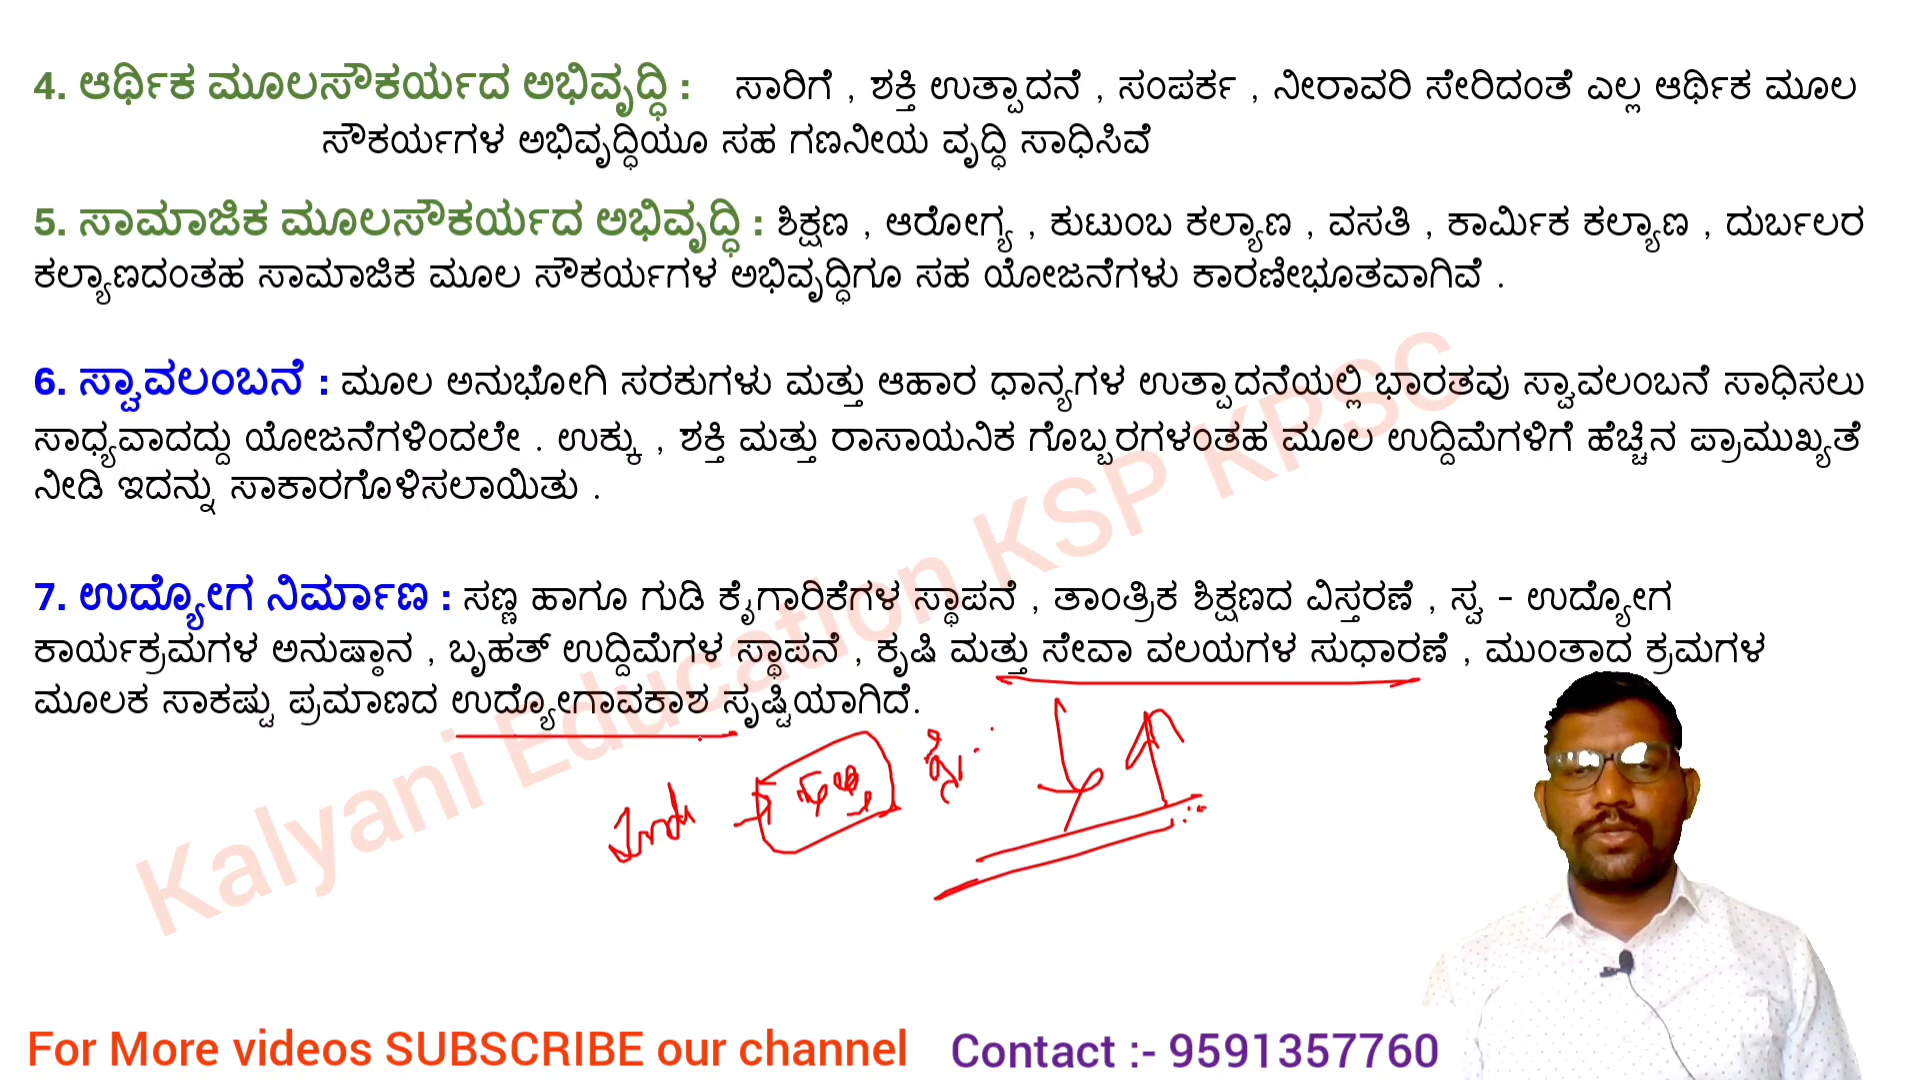 4. ಆರ್ಥಿಕ ಮೂಲಸೌಕರ್ಯದ ಅಭಿವೃದ್ಧಿ : ಸಾರಿಗೆ , ಶಕ್ತಿ ಉತ್ಪಾದನೆ , ಸಂಪರ್ಕ , ನೀರಾವರಿ ಸೇರಿದಂತೆ ಎಲ್ಲ ಆರ್ಥಿಕ ಮೂಲ
ಸೌಕರ್ಯಗಳ ಅಭಿವೃದ್ಧಿಯೂ ಸಹ ಗಣನೀಯ ವೃದ್ಧಿ ಸಾಧಿಸಿವೆ
5. ಸಾಮಾಜಿಕ ಮೂಲಸೌಕರ್ಯದ ಅಭಿವೃದ್ಧಿ : ಶಿಕ್ಷಣ , ಆರೋಗ್ಯ , ಕುಟುಂಬ ಕಲ್ಯಾಣ , ವಸತಿ , ಕಾರ್ಮಿಕ ಕಲ್ಯಾಣ , ದುರ್ಬಲರ
ಕಲ್ಯಾಣದಂತಹ ಸಾಮಾಜಿಕ ಮೂಲ ಸೌಕರ್ಯಗಳ ಅಭಿವೃದ್ಧಿಗೂ ಸಹ ಯೋಜನೆಗಳು ಕಾರಣೀಭೂತವಾಗಿವೆ .
6. ಸ್ವಾವಲಂಬನೆ : ಮೂಲ ಅನುಭೋಗಿ ಸರಕುಗಳು ಮತ್ತು ಆಹಾರ ಧಾನ್ಯಗಳ ಉತ್ಪಾದನೆಯಲ್ಲಿ ಭಾರತವು ಸ್ವಾವಲಂಬನೆ ಸಾಧಿಸಲು
ಸಾಧ್ಯವಾದದ್ದು ಯೋಜನೆಗಳಿಂದಲೇ . ಉಕ್ಕು , ಶಕ್ತಿ ಮತ್ತು ರಾಸಾಯನಿಕ ಗೊಬ್ಬರಗಳಂತಹ ಮೂಲ ಉದ್ದಿಮೆಗಳಿಗೆ ಹೆಚ್ಚಿನ ಪ್ರಾಮುಖ್ಯತೆ
ನೀಡಿ ಇದನ್ನು ಸಾಕಾರಗೊಳಿಸಲಾಯಿತು .
7. ಉದ್ಯೋಗ ನಿರ್ಮಾಣ : ಸಣ್ಣ ಹಾಗೂ ಗುಡಿ ಕೈಗಾರಿಕೆಗಳ ಸ್ಥಾಪನೆ , ತಾಂತ್ರಿಕ ಶಿಕ್ಷಣದ ವಿಸ್ತರಣೆ , ಸ್ವ – ಉದ್ಯೋಗ
ಕಾರ್ಯಕ್ರಮಗಳ ಅನುಷ್ಠಾನ , ಬೃಹತ್ ಉದ್ದಿಮೆಗಳ ಸ್ಥಾಪನೆ , ಕೃಷಿ ಮತ್ತು ಸೇವಾ ವಲಯಗಳ ಸುಧಾರಣೆ , ಮುಂತಾದ ಕ್ರಮಗಳ
ಮೂಲಕ ಸಾಕಷ್ಟು ಪ್ರಮಾಣದ ಉದ್ಯೋಗಾವಕಾಶ ಸೃಷ್ಟಿಯಾಗಿದೆ.
Kalyani Education KSP KPSC
For More videos SUBSCRIBE our channel
Contact :- 9591357760